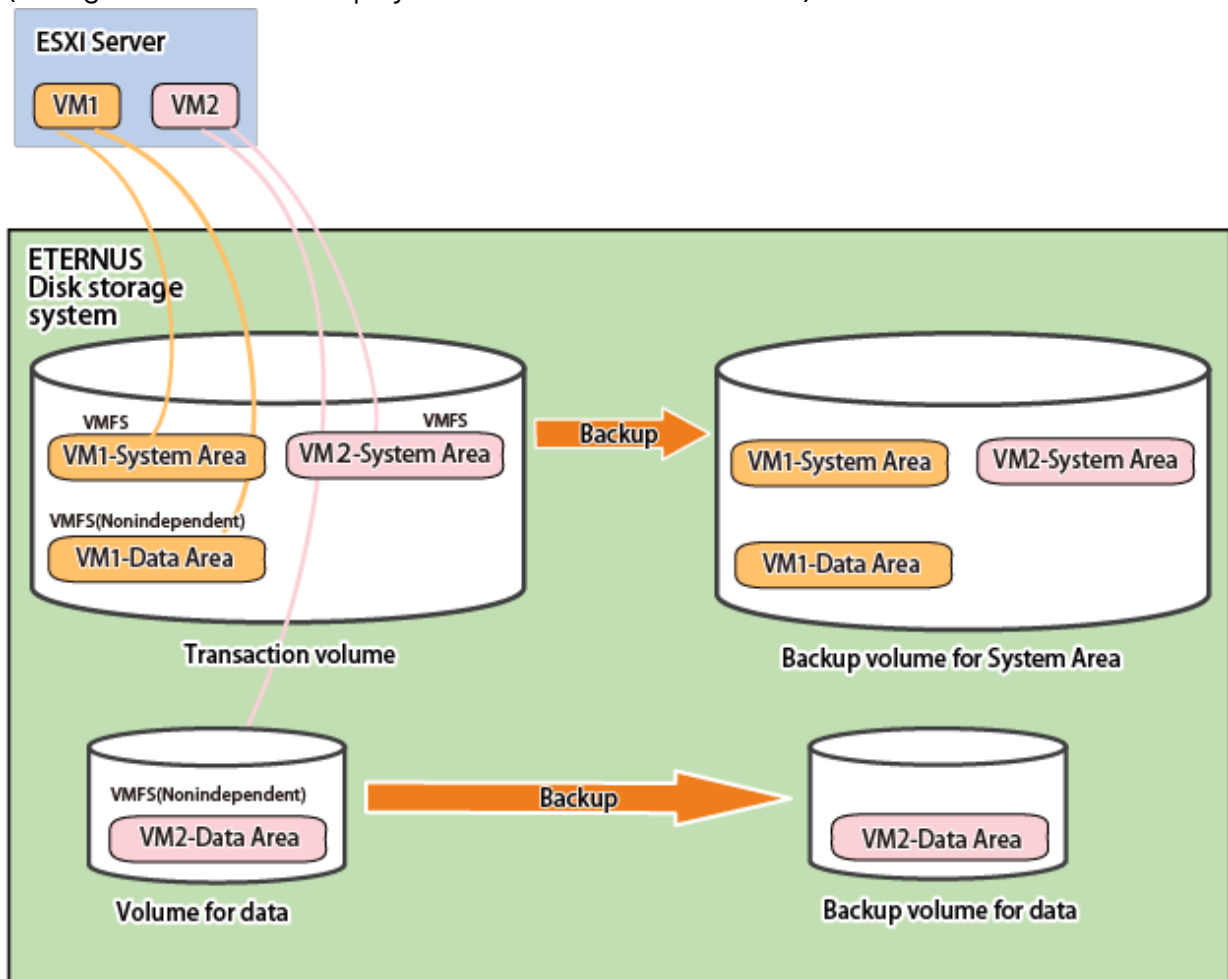 ESXI Server
VM1
VM2
ETERNUS
Disk storage
system
VMFS
VM1-System Area
VMFS
VM2-System Area
VMFS(Nonindependent)
VM1-Data Area
Transaction volume
Backup
VM1-System Area
VM2-System Area
VM1-Data Area
Backup volume for System Area
VMFS(Nonindependent)
VM2-Data Area
Volume for data
Backup
VM2-Data Area
Backup volume for data